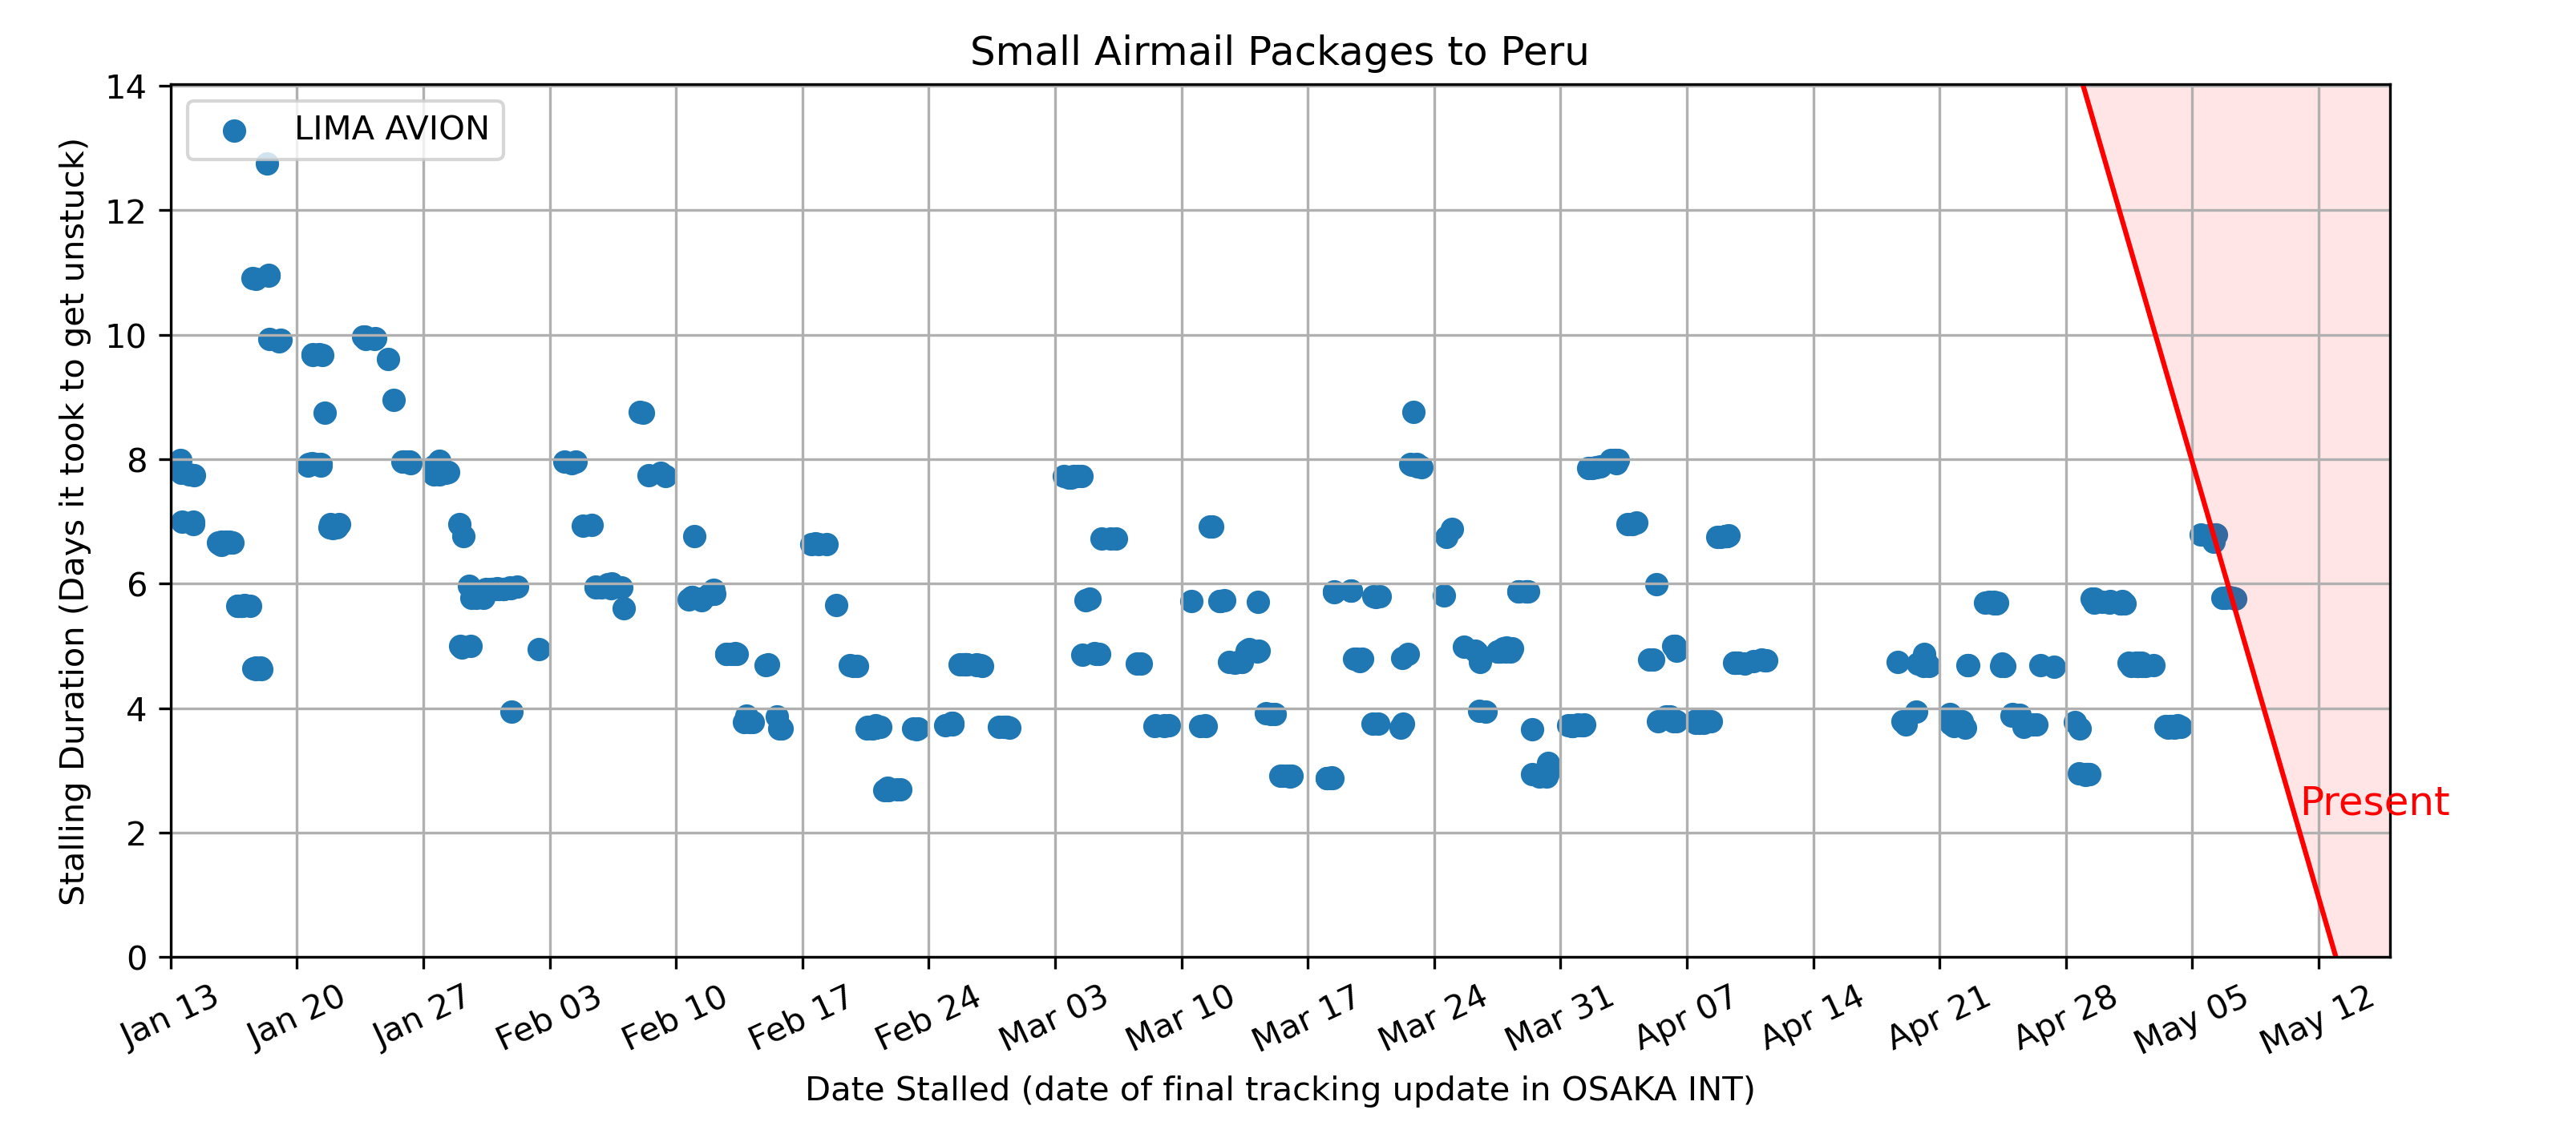 Small Airmail Packages to Peru
LIMA AVION
Stalling Duration (Days it took to get unstuck)
14
12
10
8
6
4
2
0
Present
Jan 13
Jan 20
Jan 27
Feb 03
Feb 10
Feb 17
Feb 24
Mar 03
Mar 10
Mar 17
Mar 24
Mar 31
Apr 07
Apr 14
Apr 21
Apr 28
May 05
May 12
Date Stalled (date of final tracking update in OSAKA INT)